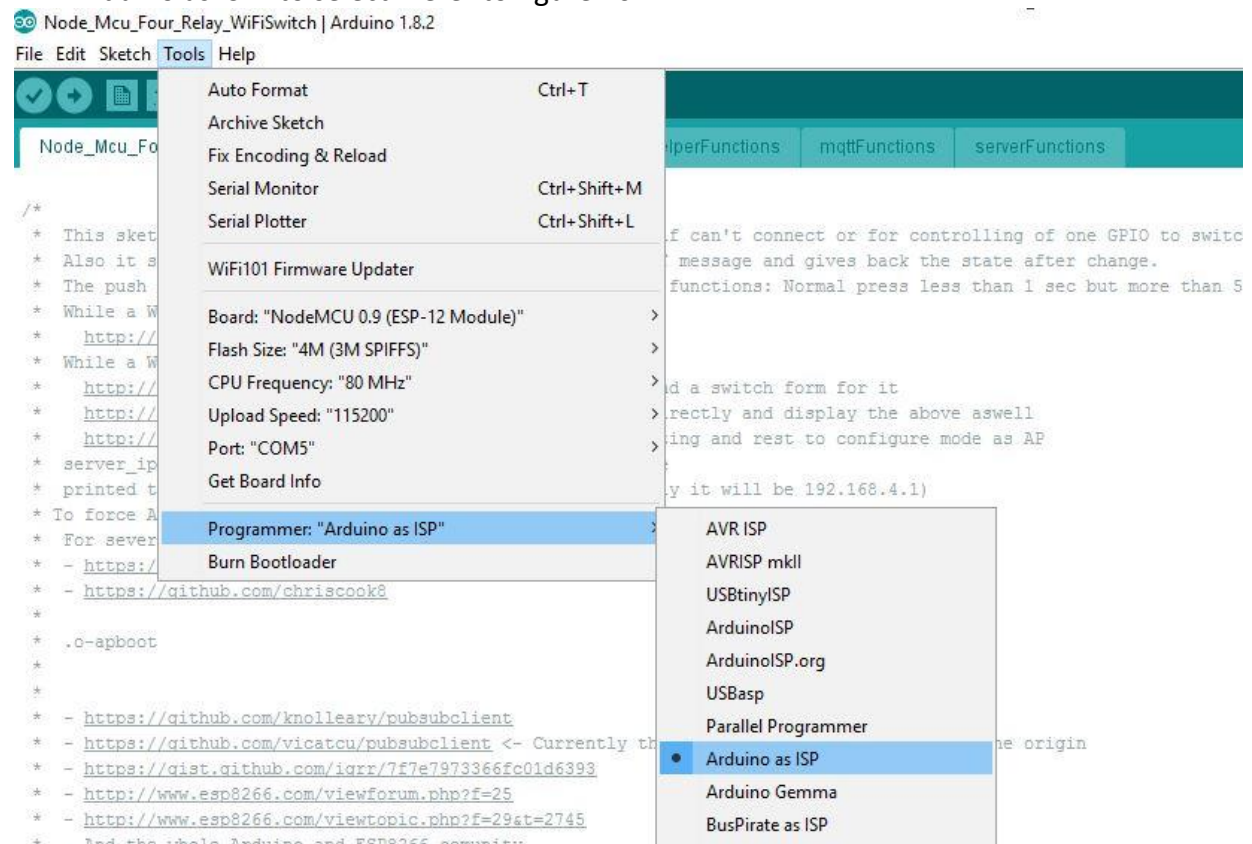 Node_Mcu_Four_Relay_WiFiSwitch | Arduino 1.8.2
File Edit Sketch Tools Help
Auto Format Ctrl+T
Archive Sketch
Fix Encoding & Reload
Serial Monitor Ctrl+Shift+M
Serial Plotter Ctrl+Shift+L
WiFi101 Firmware Updater
Board: "NodeMCU 0.9 (ESP-12 Module)"
Flash Size: "4M (3M SPIFFS)"
CPU Frequency: "80 MHz"
Upload Speed: "115200"
Port: "COM5"
Get Board Info
Programmer: "Arduino as ISP"
Burn Bootloader
AVR ISP
AVRISP mkII
USBtinyISP
ArduinoISP
ArduinoISP.org
USBasp
Parallel Programmer
Arduino as ISP
Arduino Gemma
BusPirate as ISP
Node_Mcu_Fo lperFunctions mqttFunctions serverFunctions
/*
* This sket if can't connect or for controlling of one GPIO to switc
* Also it s message and gives back the state after change.
* The push functions: Normal press less than 1 sec but more than 5
* While a W
* http://
* While a W
* http:// d a switch form for it
* http:// rectly and display the above aswell
* http:// ing and rest to configure mode as AP
* server_ip
* printed t y it will be 192.168.4.1)
* To force A
* For sever
* - https:/
* - https://github.com/chriscook8
*
* .o-apboot
*
*
* - https://github.com/knolleary/pubsubclient
* - https://github.com/vicatcu/pubsubclient <- Currently th he origin
* - https://gist.github.com/igrr/7f7e7973366fc01d6393
* - http://www.esp8266.com/viewforum.php?f=25
* - http://www.esp8266.com/viewtopic.php?f=29&t=2745
* - And the whole Arduino and ESP8266 comunity